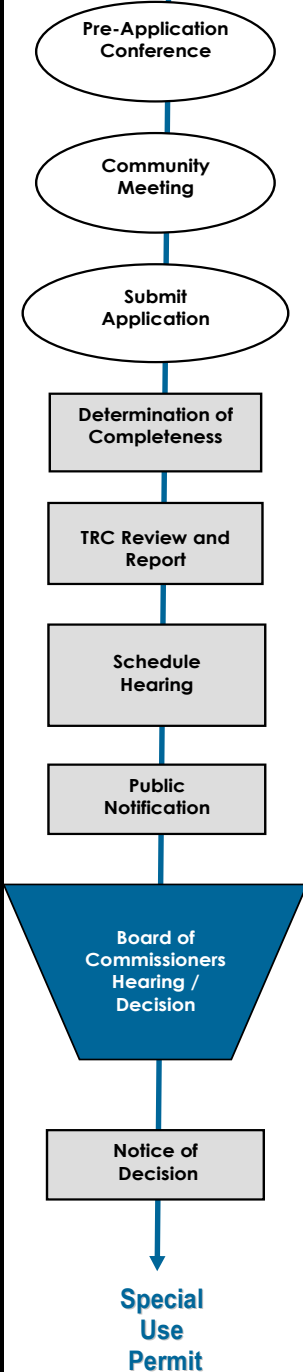 Pre-Application
Conference
Community
Meeting
Submit
Application
Determination of
Completeness
TRC Review and
Report
Schedule
Hearing
Public
Notification
Board of
Commissioners
Hearing /
Decision
Notice of
Decision
Special
Use
Permit